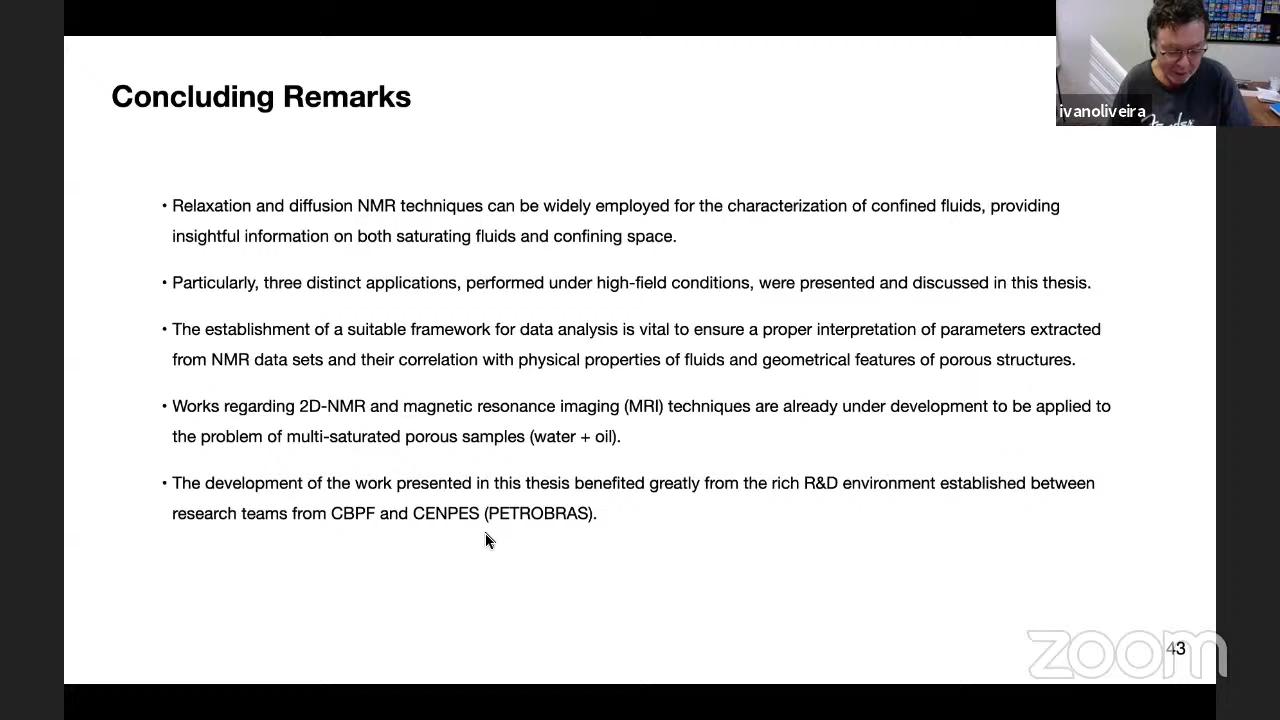 Concluding Remarks
ivanoliveira
Fender
• Relaxation and diffusion NMR techniques can be widely employed for the characterization of confined fluids, providing
insightful information on both saturating fluids and confining space.
• Particularly, three distinct applications, performed under high-field conditions, were presented and discussed in this thesis.
• The establishment of a suitable framework for data analysis is vital to ensure a proper interpretation of parameters extracted
from NMR data sets and their correlation with physical properties of fluids and geometrical features of porous structures.
• Works regarding 2D-NMR and magnetic resonance imaging (MRI) techniques are already under development to be applied to
the problem of multi-saturated porous samples (water + oil).
• The development of the work presented in this thesis benefited greatly from the rich R&D environment established between
research teams from CBPF and CENPES (PETROBRAS).
43
zoom